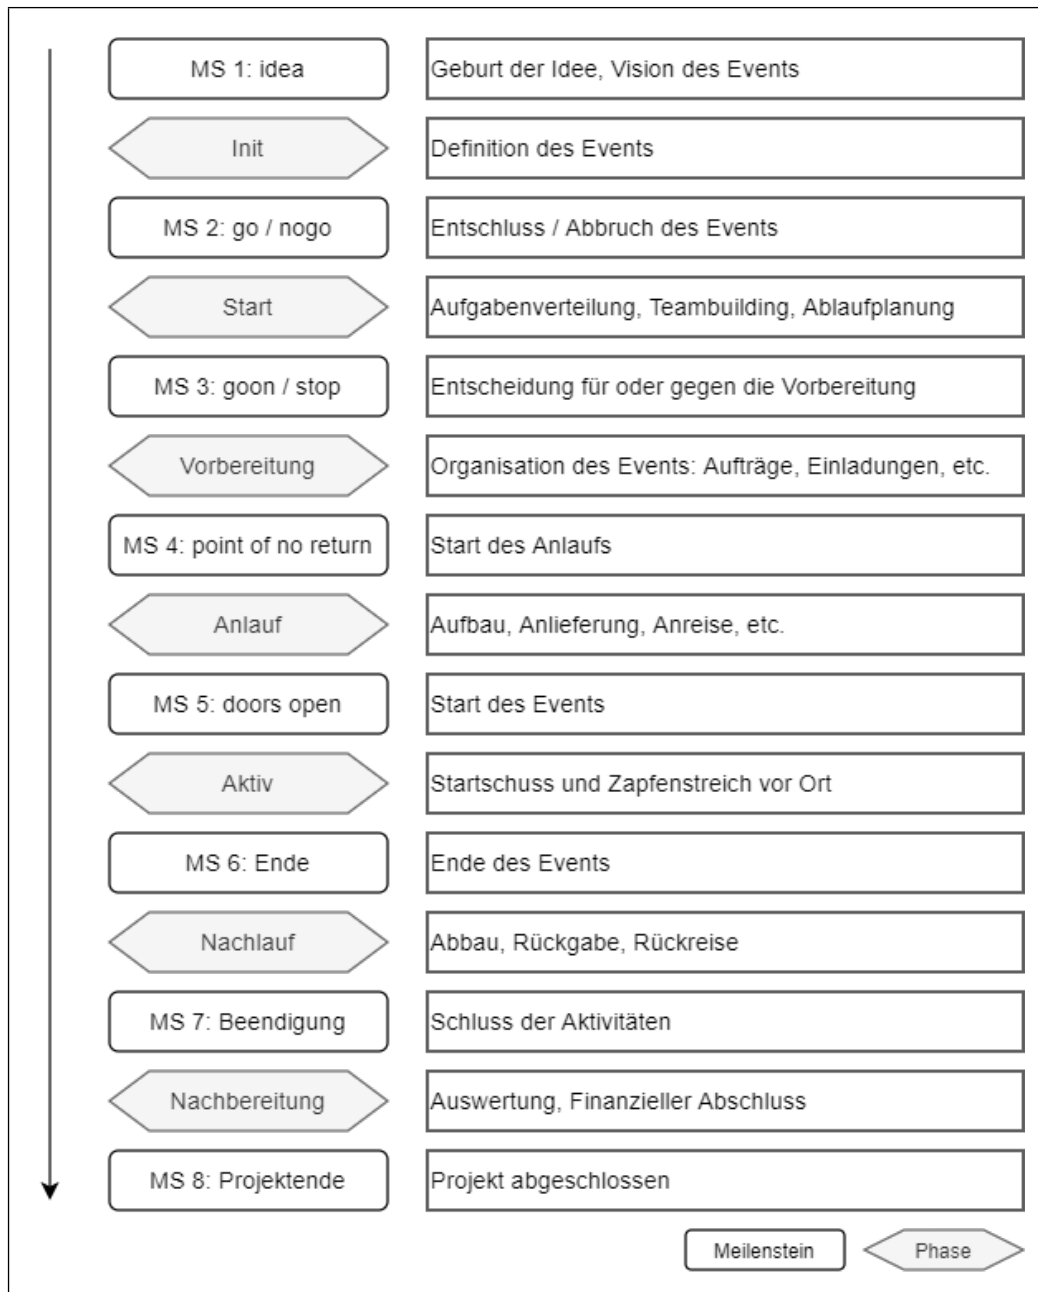 MS 1: idea
Geburt der Idee, Vision des Events
Init
Definition des Events
MS 2: go / nogo
Entschluss / Abbruch des Events
Start
Aufgabenverteilung, Teambuilding, Ablaufplanung
MS 3: goon / stop
Entscheidung für oder gegen die Vorbereitung
Vorbereitung
Organisation des Events: Aufträge, Einladungen, etc.
MS 4: point of no return
Start des Anlaufs
Anlauf
Aufbau, Anlieferung, Anreise, etc.
MS 5: doors open
Start des Events
Aktiv
Startschuss und Zapfenstreich vor Ort
MS 6: Ende
Ende des Events
Nachlauf
Abbau, Rückgabe, Rückreise
MS 7: Beendigung
Schluss der Aktivitäten
Nachbereitung
Auswertung, Finanzieller Abschluss
MS 8: Projektende
Projekt abgeschlossen
Meilenstein
Phase